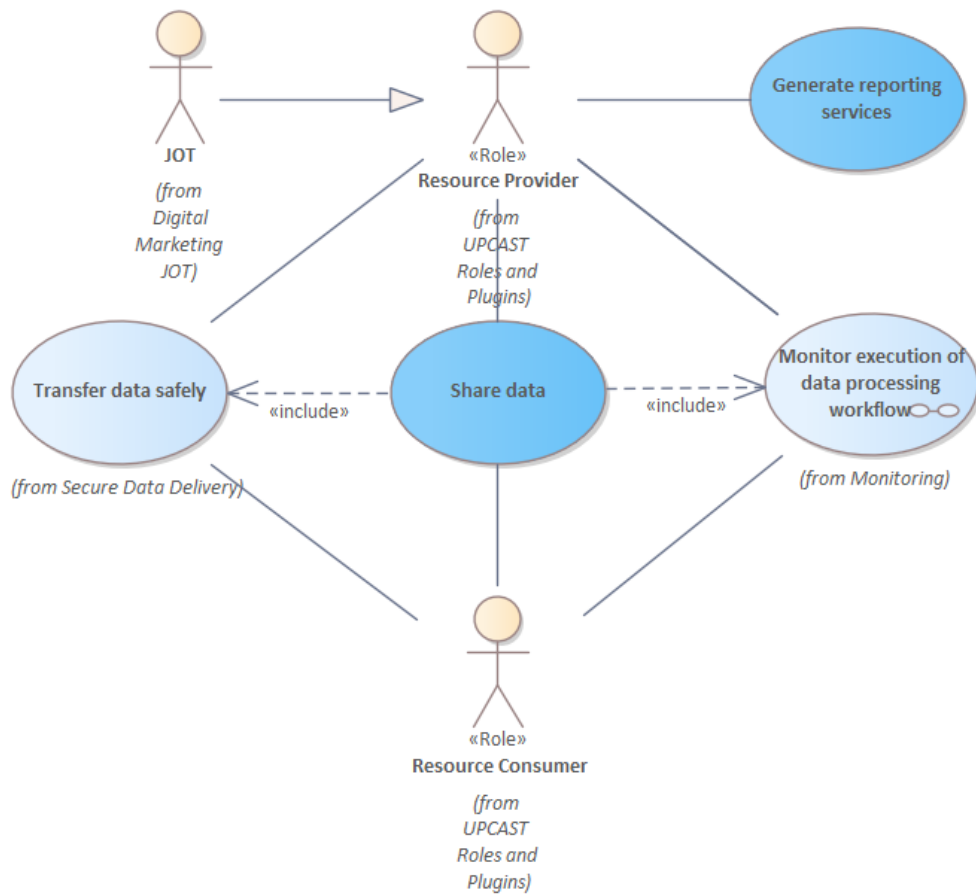 JOT
(from
Digital
Marketing
JOT)
«Role»
Resource Provider
(from
UPCAST
Roles and
Plugins)
Generate reporting
services
Transfer data safely
(from Secure Data Delivery)
«include»
Share data
«include»
Monitor execution of
data processing
workflow
(from Monitoring)
«Role»
Resource Consumer
(from
UPCAST
Roles and
Plugins)